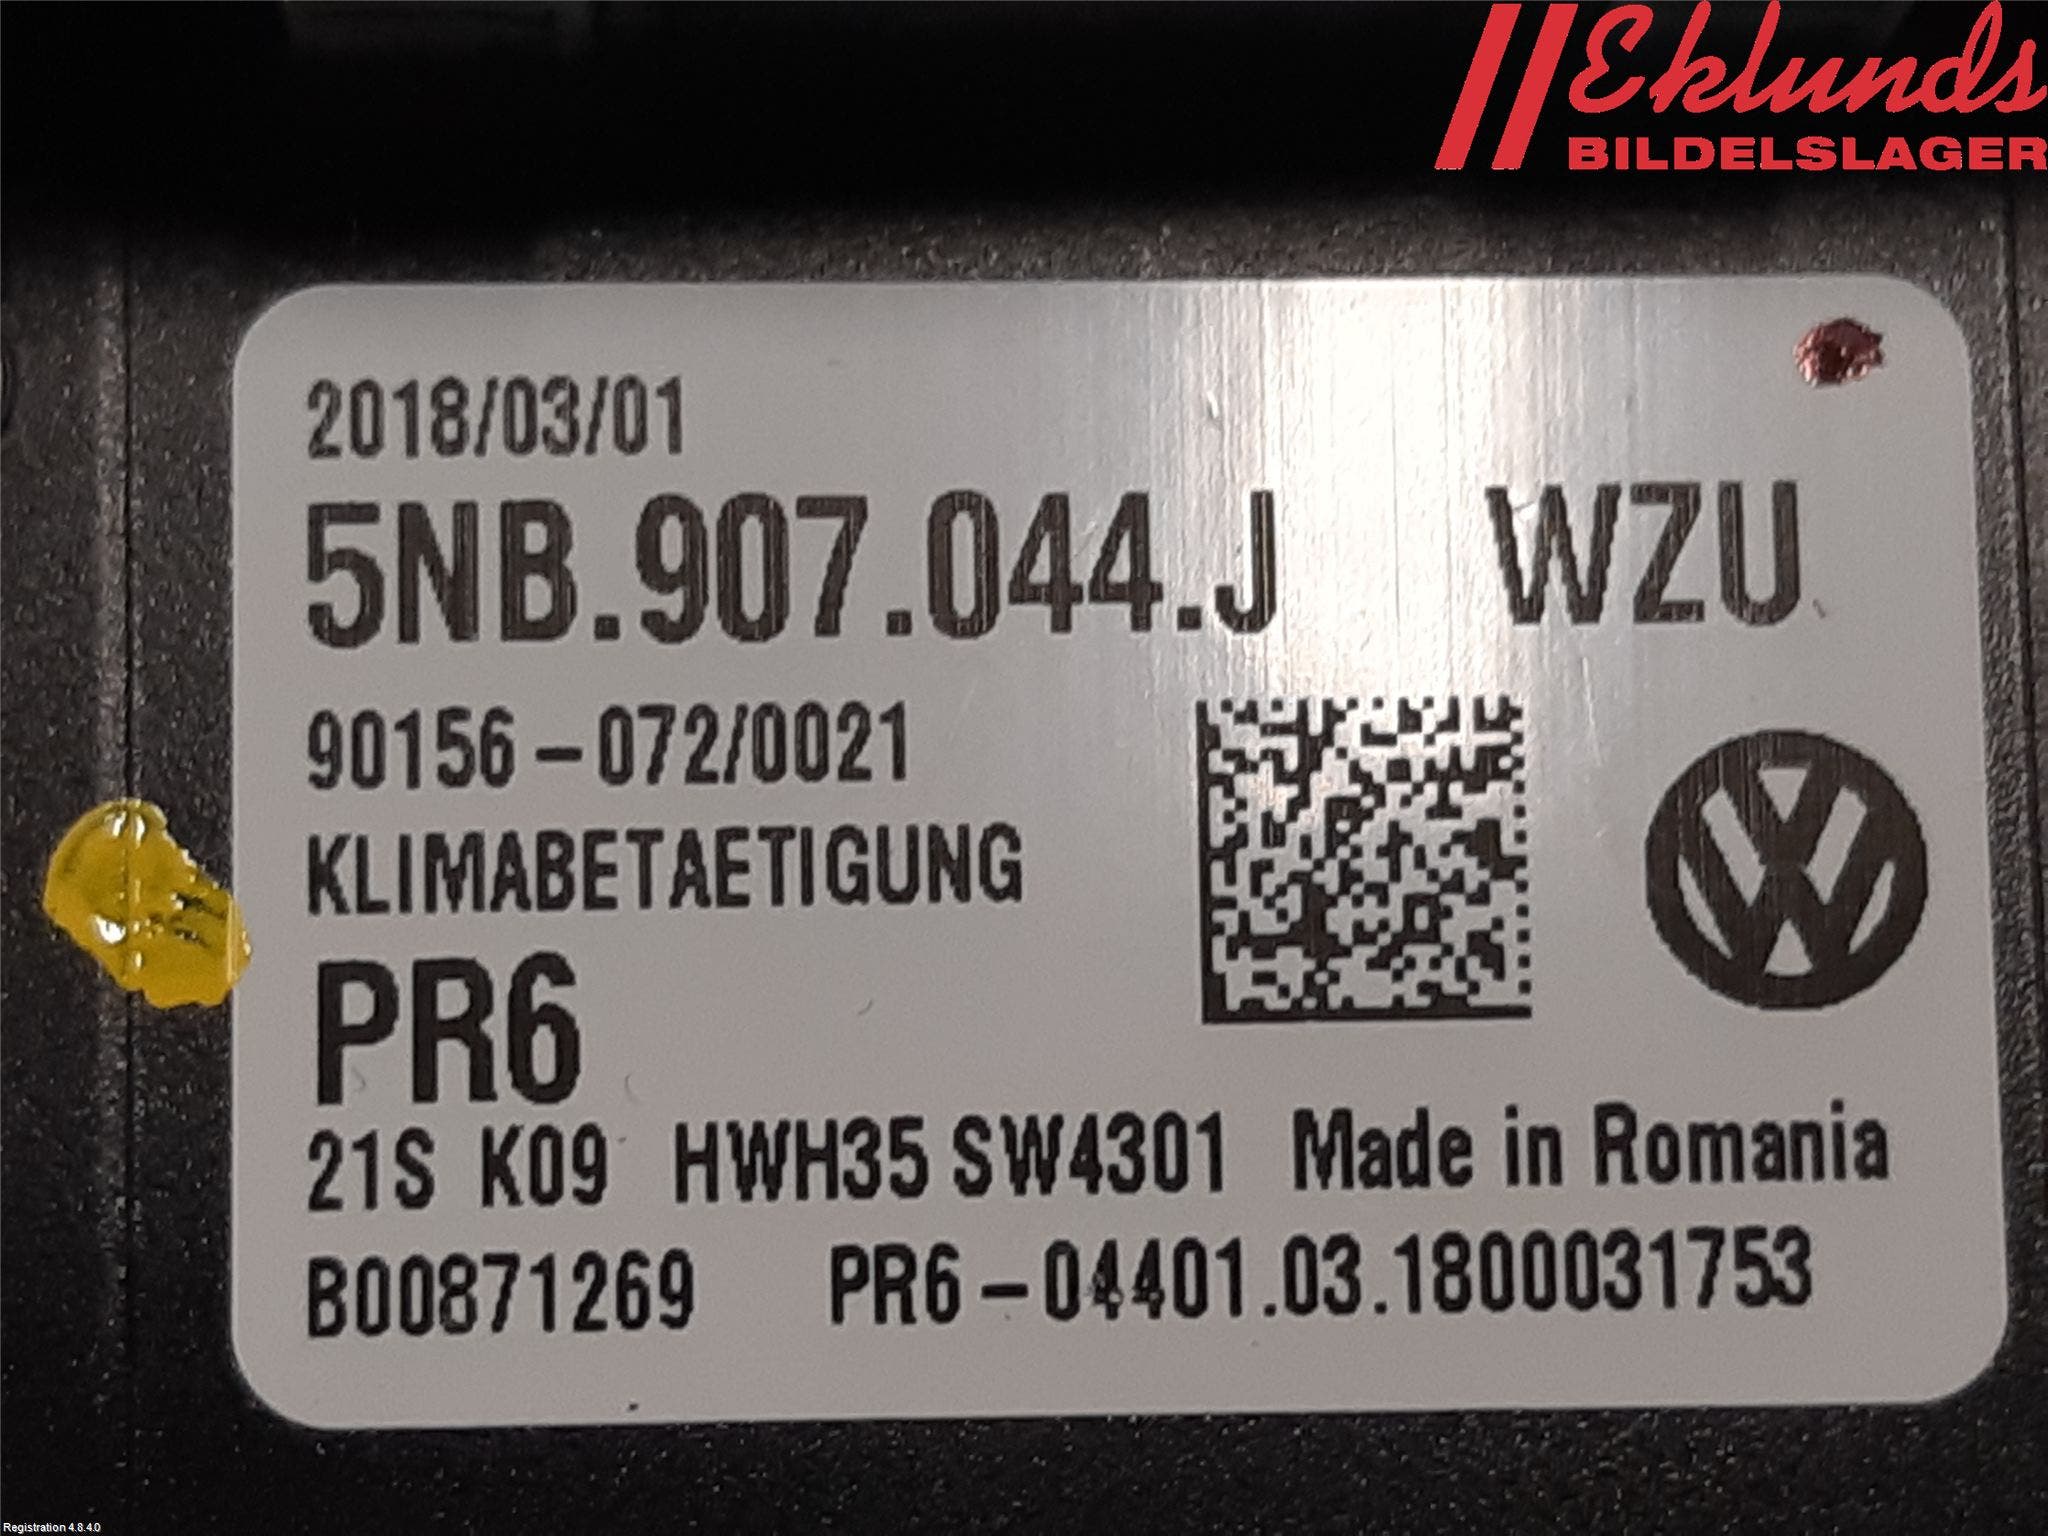 Eklunds
BILDELSLAGER
2018/03/01
5NB.907.044.J WZU
90156-072/0021
KLIMABETAETIGUNG
PR6
21S K09 HWH35 SW4301 Made in Romania
B00871269 PR6-04401.03.1800031753
Registration 4.8.4.0